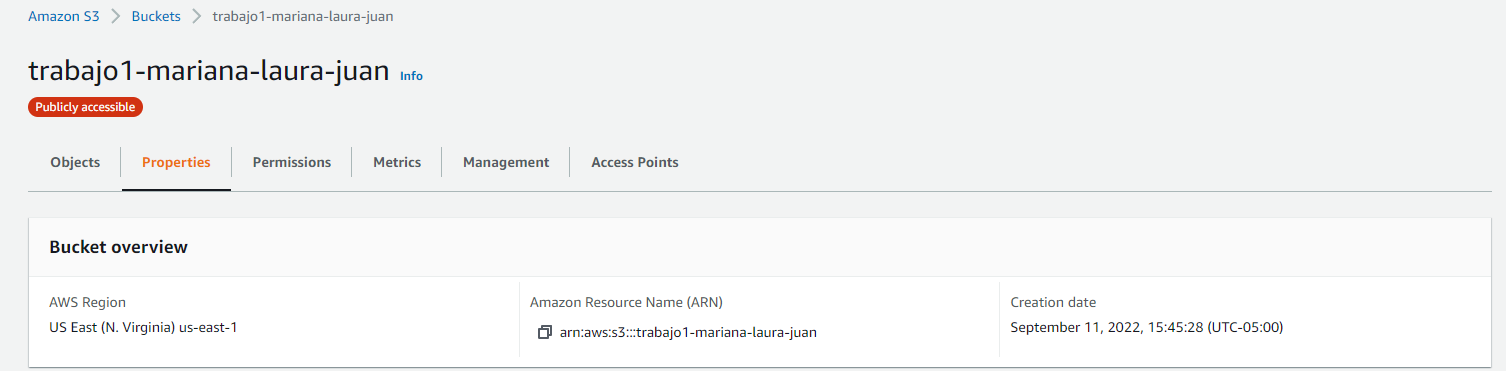 Amazon S3 > Buckets > trabajo1-mariana-laura-juan
trabajo1-mariana-laura-juan Info
Publicly accessible
Objects Properties Permissions Metrics Management Access Points
Bucket overview
AWS Region Amazon Resource Name (ARN) Creation date
US East (N. Virginia) us-east-1 arn:aws:s3:::trabajo1-mariana-laura-juan September 11, 2022, 15:45:28 (UTC-05:00)